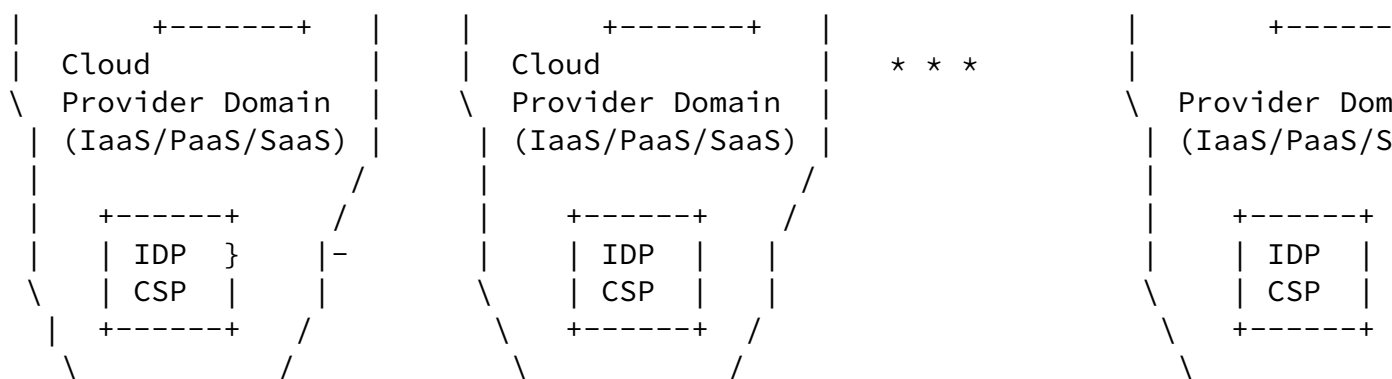 Cloud Cloud * * *
Provider Domain Provider Domain Provider Dom
(IaaS/PaaS/SaaS) (IaaS/PaaS/SaaS) (IaaS/PaaS/S
IDP } IDP IDP
CSP CSP CSP